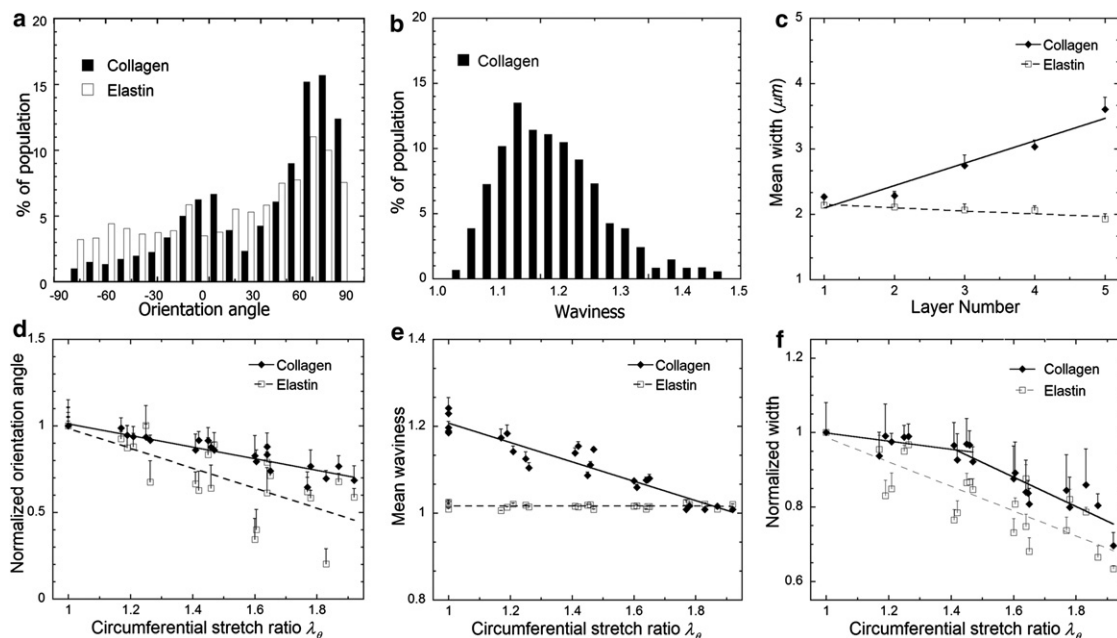 a
% of population
15
10
5
0
Collagen
Elastin
-90 -60 -30 0 30 60 90
Orientation angle
b
% of population
20
15
10
5
0
Collagen
1.0 1.1 1.2 1.3 1.4 1.5
Waviness
c
Mean width (μm)
5
4
3
2
1
Collagen
Elastin
1 2 3 4 5
Layer Number
d
Normalized orientation angle
1.5
1
0.5
0
Collagen
Elastin
1 1.2 1.4 1.6 1.8
Circumferential stretch ratio λθ
e
Mean waviness
1.4
1.2
1
0.8
Collagen
Elastin
1 1.2 1.4 1.6 1.8
Circumferential stretch ratio λθ
f
Normalized width
1.2
1
0.8
0.6
Collagen
Elastin
1 1.2 1.4 1.6 1.8
Circumferential stretch ratio λθ